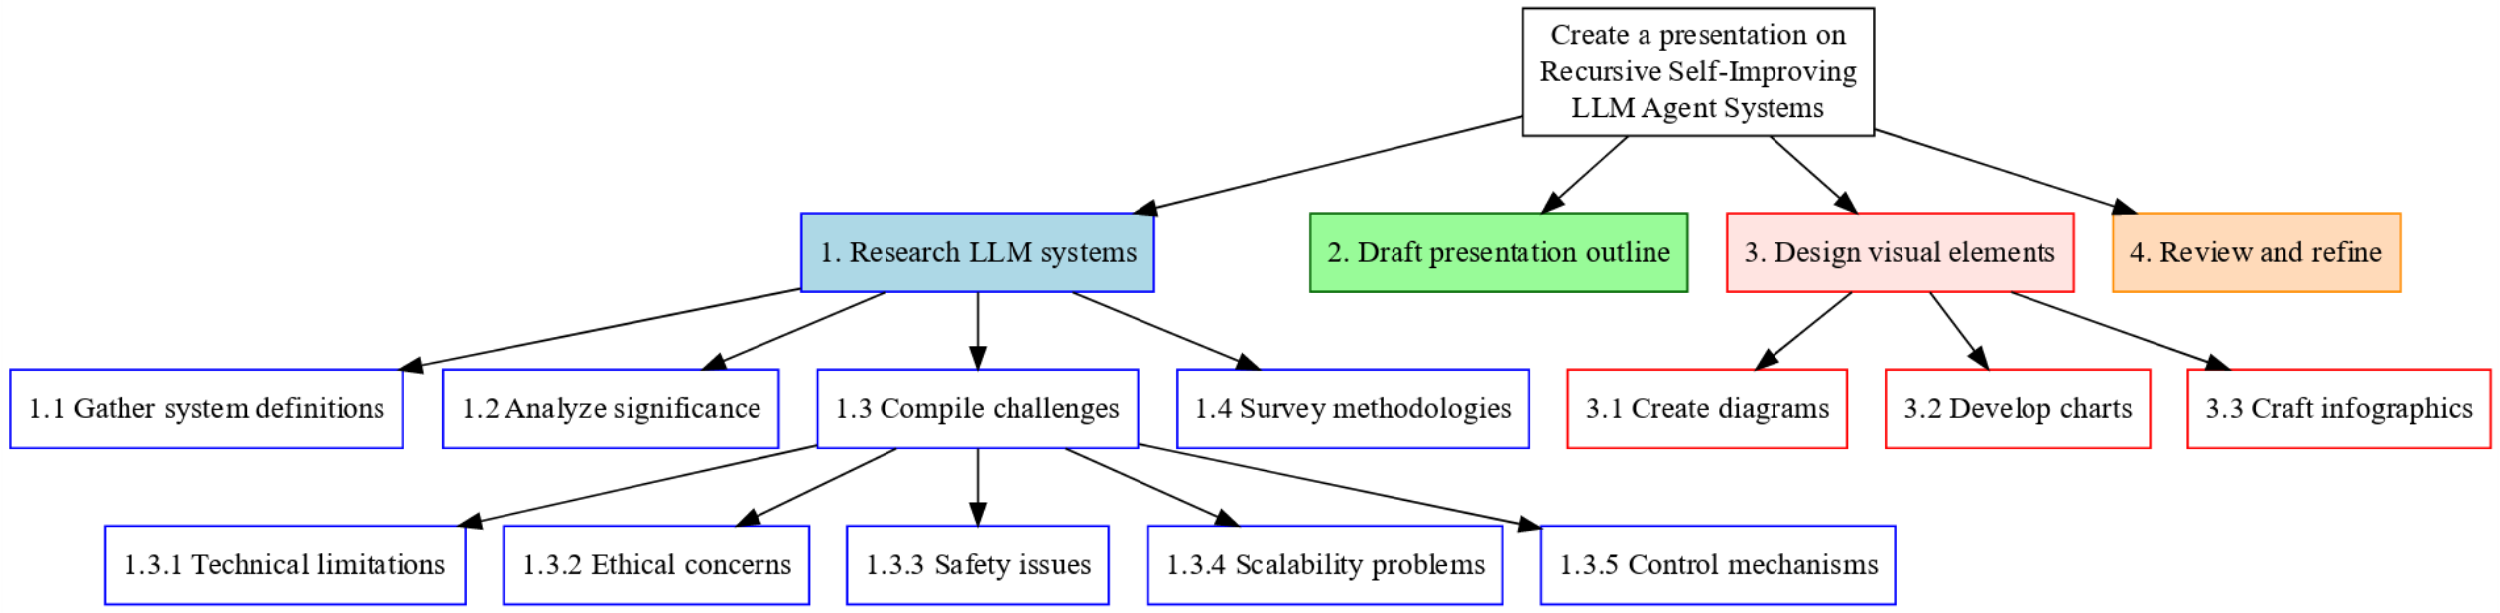 Create a presentation on
Recursive Self-Improving
LLM Agent Systems
1. Research LLM systems
2. Draft presentation outline
3. Design visual elements
4. Review and refine
1.1 Gather system definitions
1.2 Analyze significance
1.3 Compile challenges
1.4 Survey methodologies
3.1 Create diagrams
3.2 Develop charts
3.3 Craft infographics
1.3.1 Technical limitations
1.3.2 Ethical concerns
1.3.3 Safety issues
1.3.4 Scalability problems
1.3.5 Control mechanisms